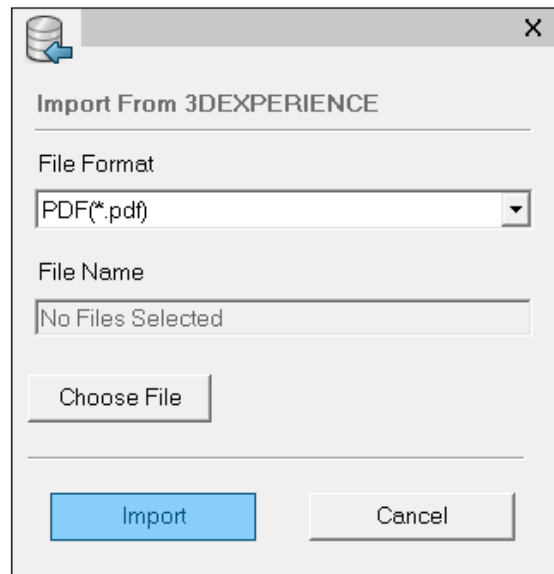 Import From 3DEXPERIENCE
File Format
PDF(*.pdf)
File Name
No Files Selected
Choose File
Import
Cancel